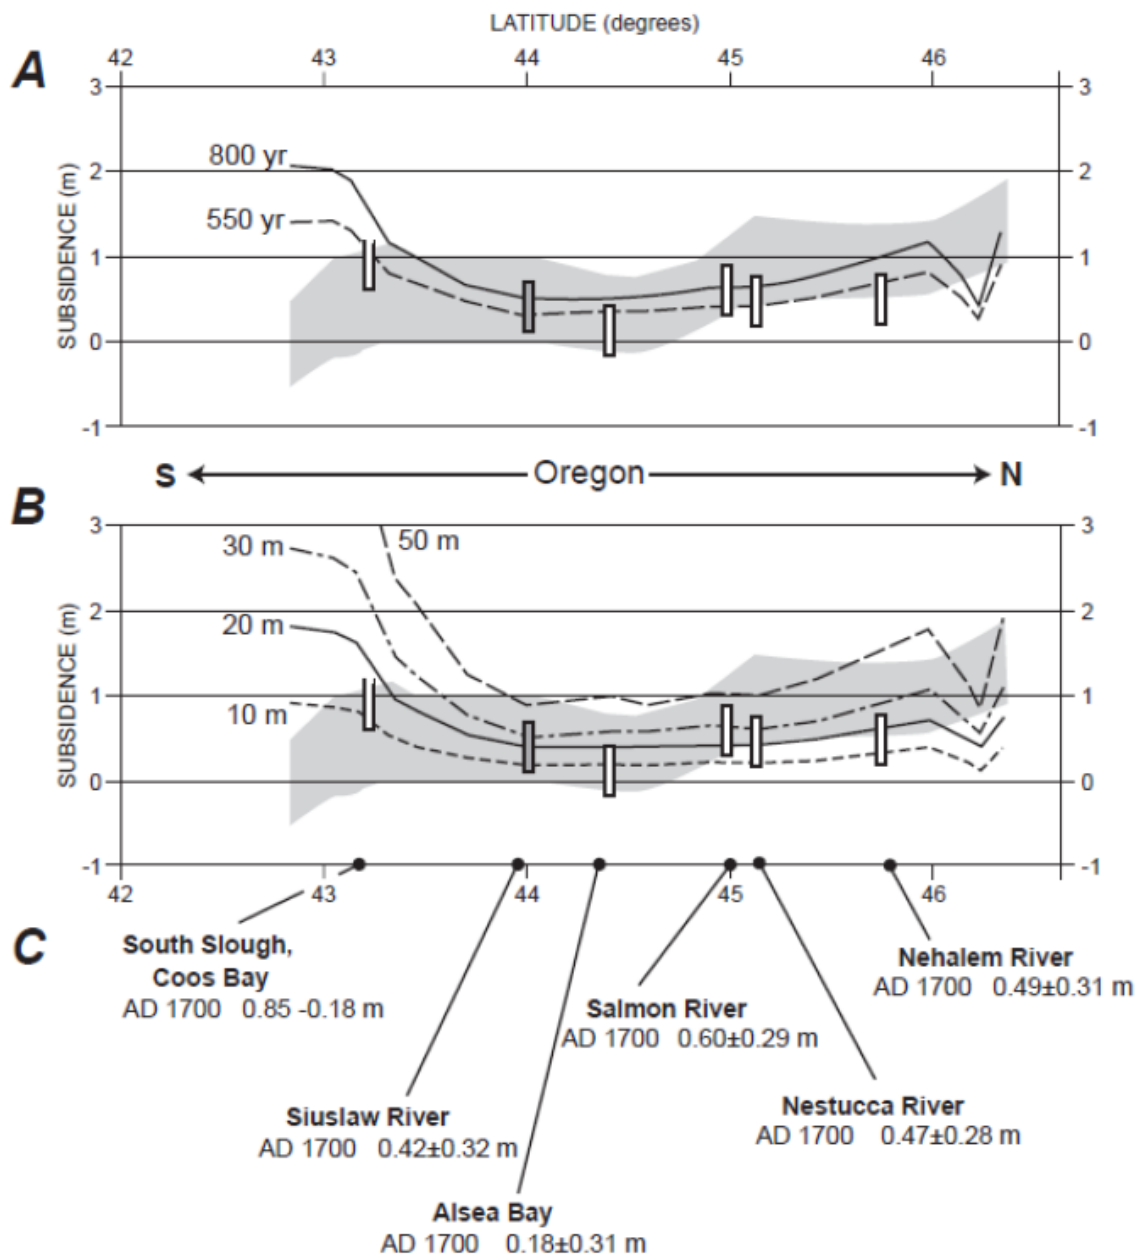 LATITUDE (degrees)
A
42 43 44 45 46
3 3
800 yr
2 2
550 yr
1 1
SUBSIDENCE (m)
0 0
-1 -1
S Oregon N
B
3 3
30 m 50 m
2 2
20 m
1 1
10 m
SUBSIDENCE (m)
0 0
-1 -1
42 43 44 45 46
C
South Slough,
Coos Bay
AD 1700 0.85 -0.18 m
Nehalem River
AD 1700 0.49±0.31 m
Salmon River
AD 1700 0.60±0.29 m
Siuslaw River
AD 1700 0.42±0.32 m
Nestucca River
AD 1700 0.47±0.28 m
Alsea Bay
AD 1700 0.18±0.31 m